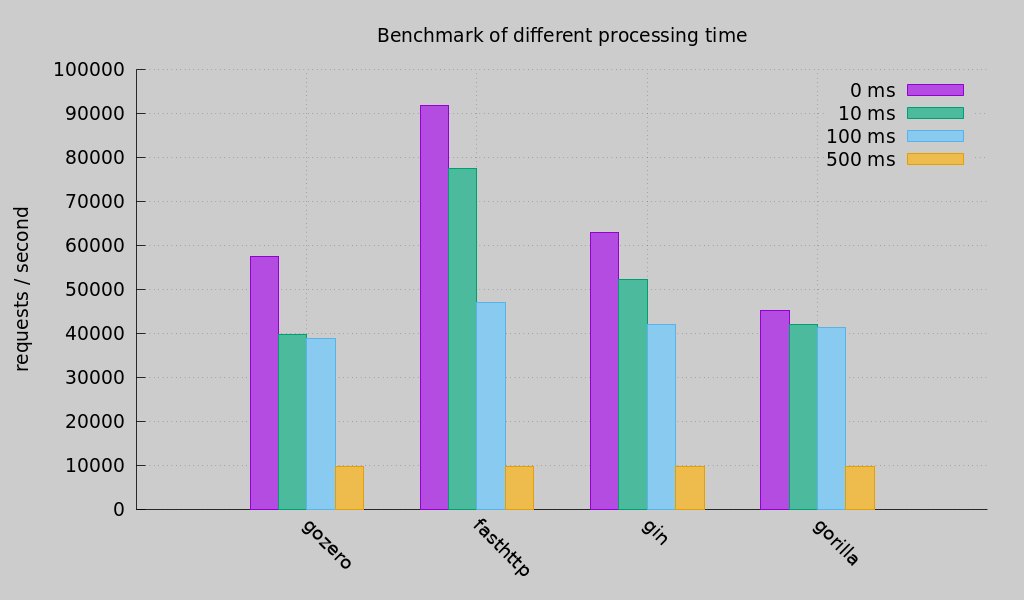 Benchmark of different processing time
requests / second
100000
90000
80000
70000
60000
50000
40000
30000
20000
10000
0
0 ms
10 ms
100 ms
500 ms
gozero
fasthttp
gin
gorilla